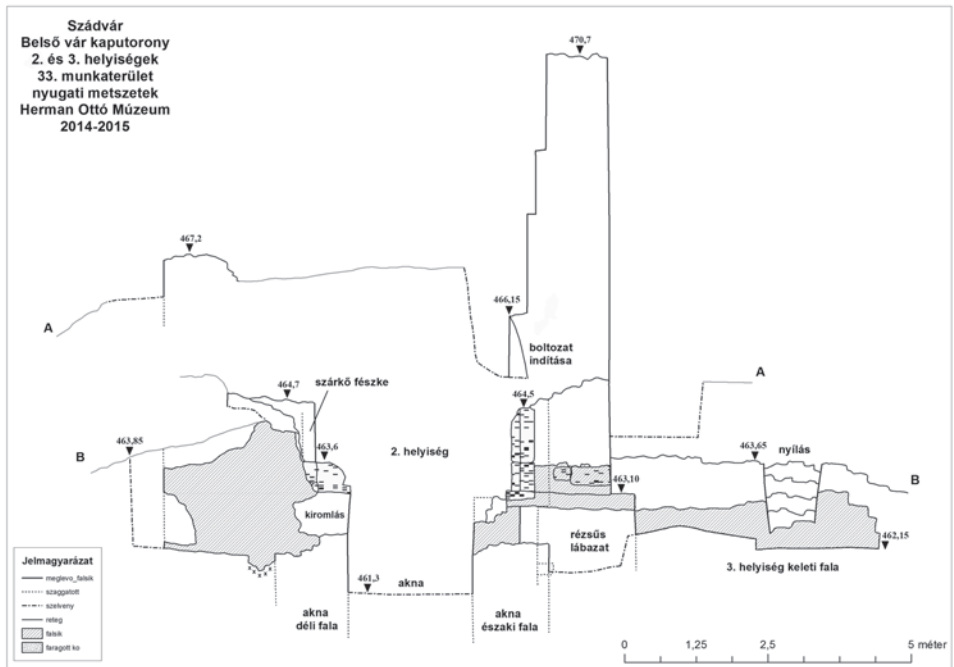 Szádvár
Belső vár kaputorony
2. és 3. helyiségek
33. munkaterület
nyugati metszetek
Herman Ottó Múzeum
2014-2015
470,7
467,2
466,15
A
boltozat
indítása
A
szárkő fészke
464,7
464,5
463,85
B
463,6
2. helyiség
463,65
nyílás
B
463,10
kiromlás
rézsűs
lábazat
462,15
3. helyiség keleti fala
461,3
akna
akna
déli fala
akna
északi fala
Jelmagyarázat
meglevo_falsik
szaggatott
szelveny
reteg
falsik
faragott ko
0 1,25 2,5 5 méter